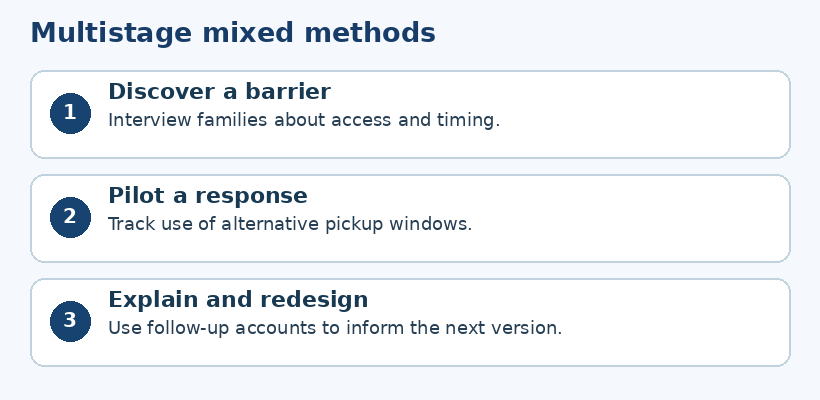 Multistage mixed methods
1
Discover a barrier
Interview families about access and timing.
2
Pilot a response
Track use of alternative pickup windows.
3
Explain and redesign
Use follow-up accounts to inform the next version.